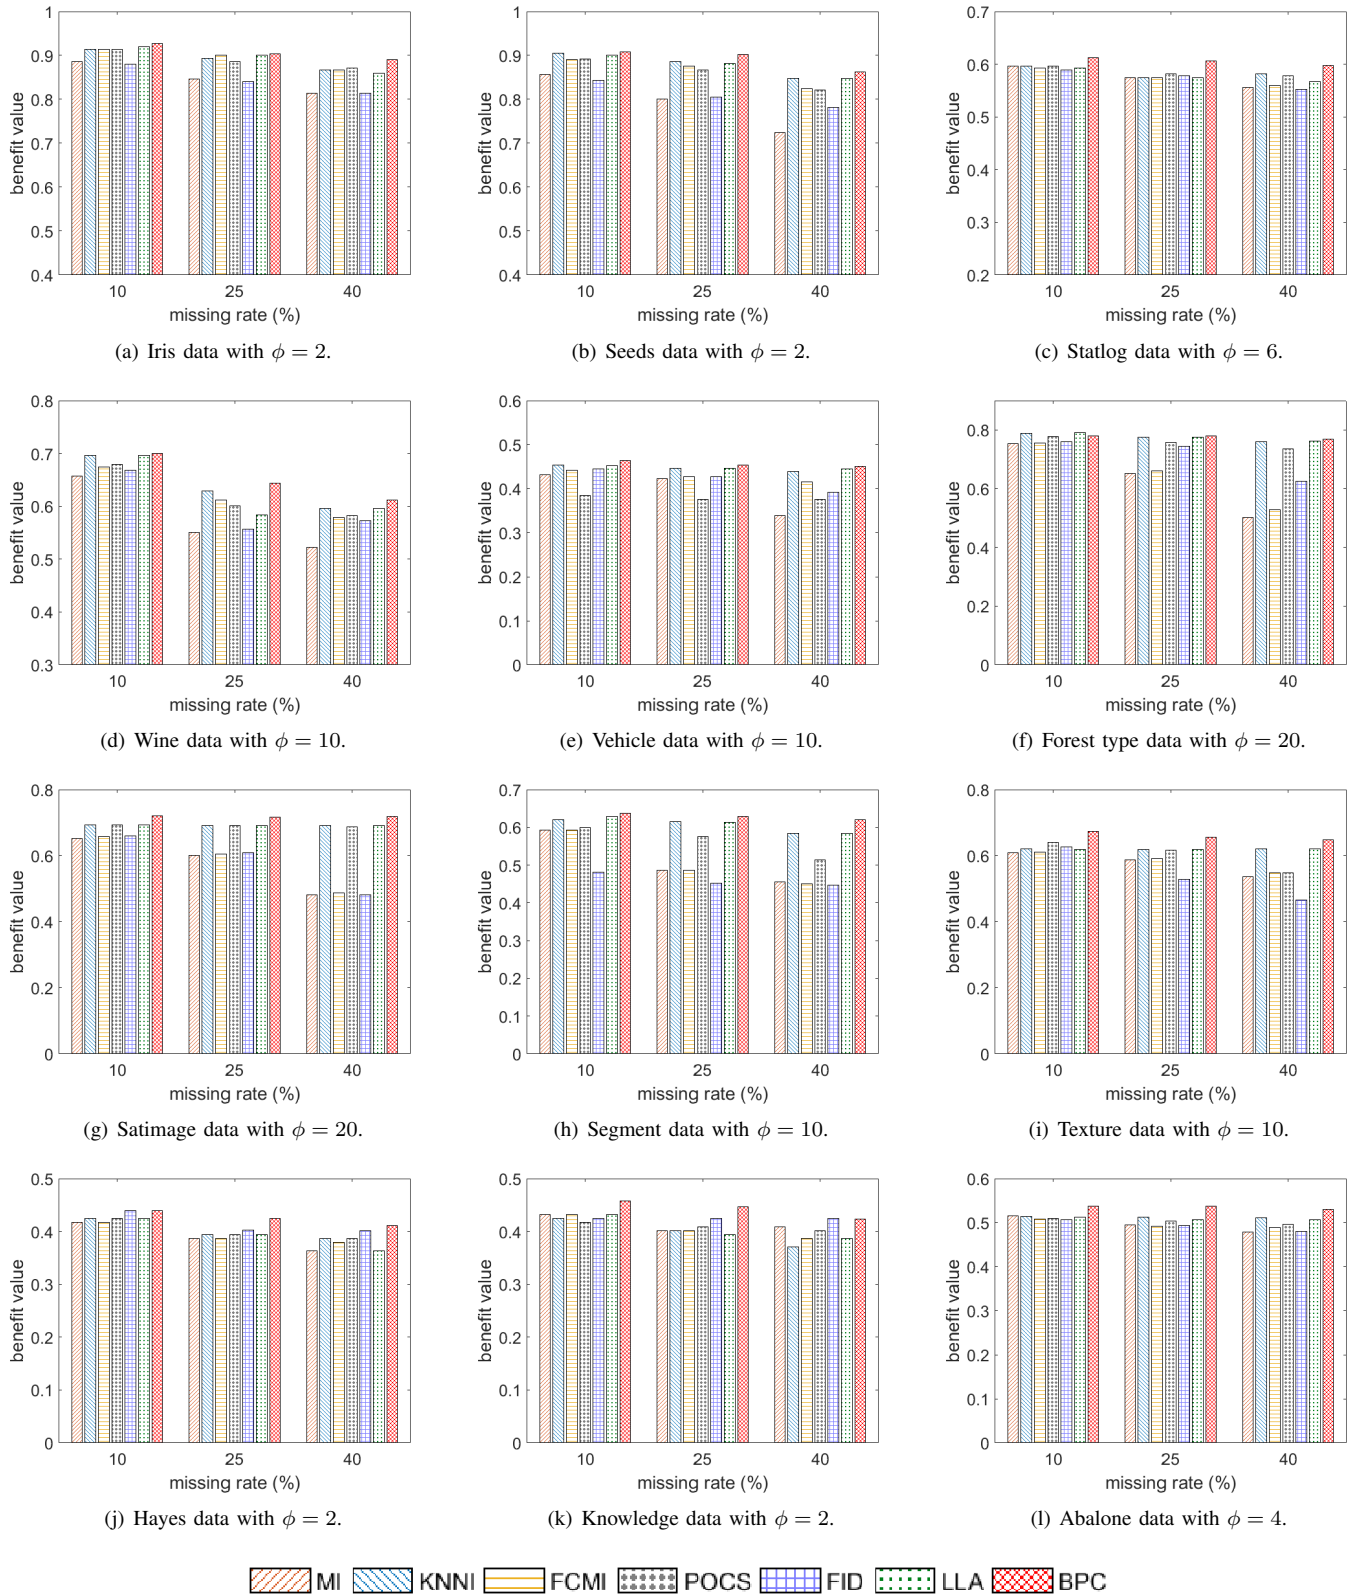 1
0.9
0.8
0.7
0.6
0.5
0.4
benefit value
10 25 40
missing rate (%)
(a) Iris data with ϕ = 2.
1
0.9
0.8
0.7
0.6
0.5
0.4
benefit value
10 25 40
missing rate (%)
(b) Seeds data with ϕ = 2.
0.7
0.6
0.5
0.4
0.3
0.2
benefit value
10 25 40
missing rate (%)
(c) Statlog data with ϕ = 6.
0.8
0.7
0.6
0.5
0.4
0.3
benefit value
10 25 40
missing rate (%)
(d) Wine data with ϕ = 10.
0.6
0.5
0.4
0.3
0.2
0.1
0
benefit value
10 25 40
missing rate (%)
(e) Vehicle data with ϕ = 10.
0.8
0.6
0.4
0.2
0
benefit value
10 25 40
missing rate (%)
(f) Forest type data with ϕ = 20.
0.8
0.6
0.4
0.2
0
benefit value
10 25 40
missing rate (%)
(g) Satimage data with ϕ = 20.
0.7
0.6
0.5
0.4
0.3
0.2
0.1
0
benefit value
10 25 40
missing rate (%)
(h) Segment data with ϕ = 10.
0.8
0.6
0.4
0.2
0
benefit value
10 25 40
missing rate (%)
(i) Texture data with ϕ = 10.
0.5
0.4
0.3
0.2
0.1
0
benefit value
10 25 40
missing rate (%)
(j) Hayes data with ϕ = 2.
0.5
0.4
0.3
0.2
0.1
0
benefit value
10 25 40
missing rate (%)
(k) Knowledge data with ϕ = 2.
0.6
0.5
0.4
0.3
0.2
0.1
0
benefit value
10 25 40
missing rate (%)
(l) Abalone data with ϕ = 4.
MI KNNI FCMI POCS FID LLA BPC